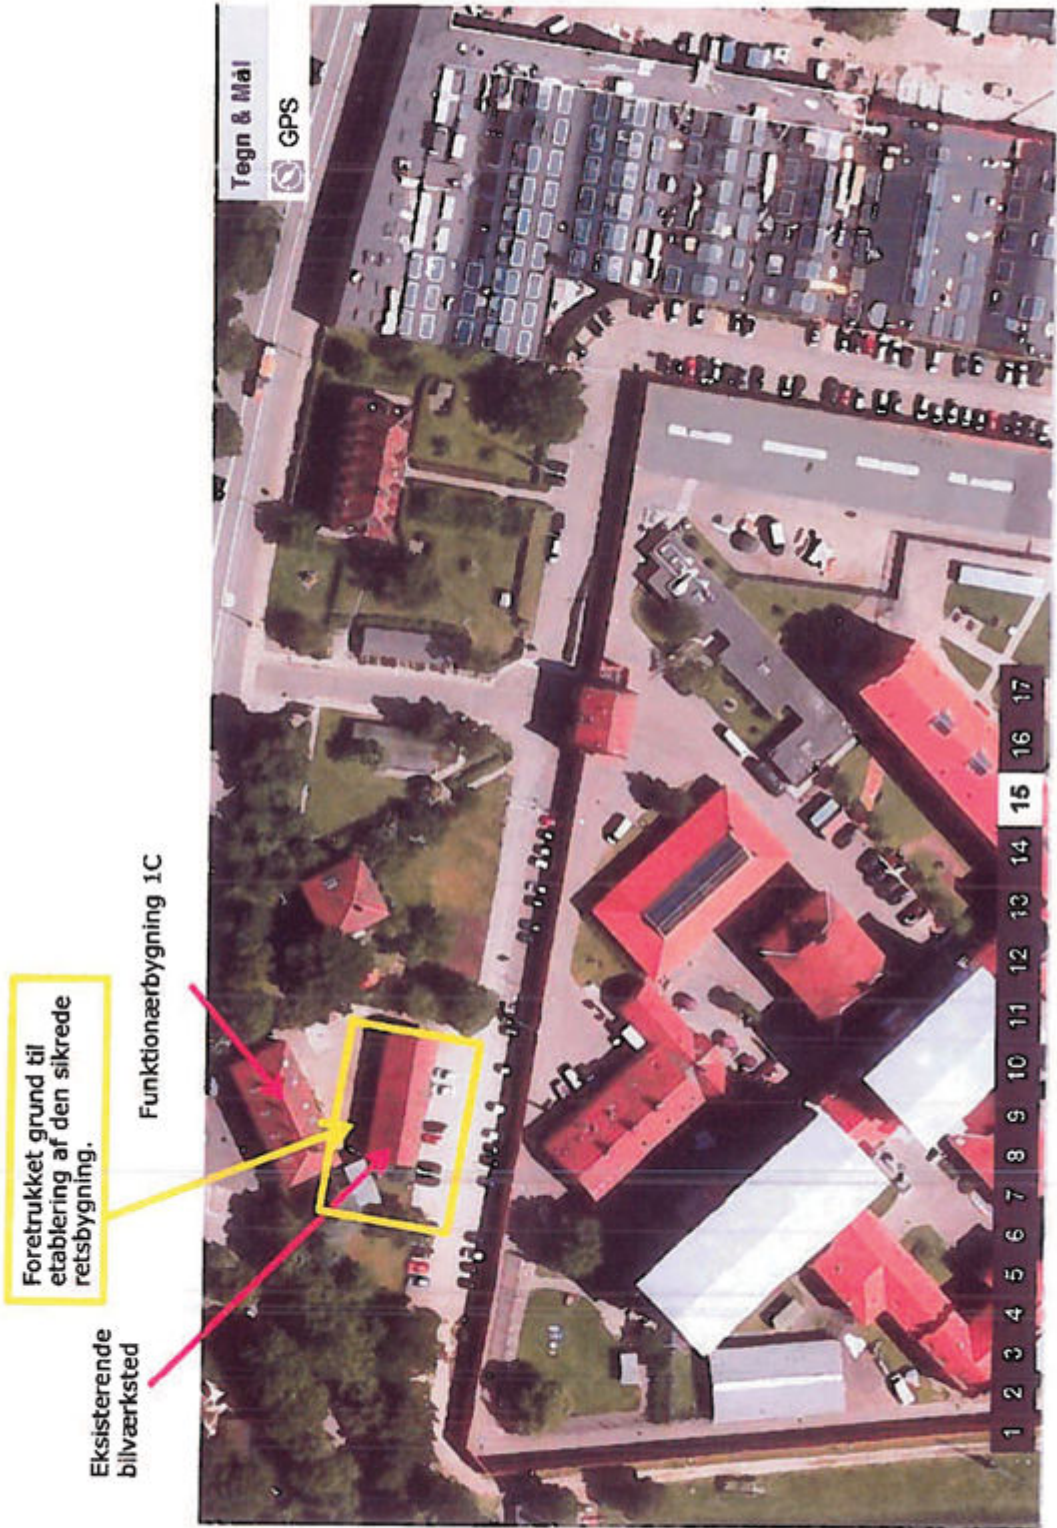 Foretrukket grund til
etablering af den sikrede
retsbygning.
Eksisterende
bilværksted
Funktionærbygning 1C
Tegn & Mål
GPS
1 2 3 4 5 6 7 8 9 10 11 12 13 14 15 16 17